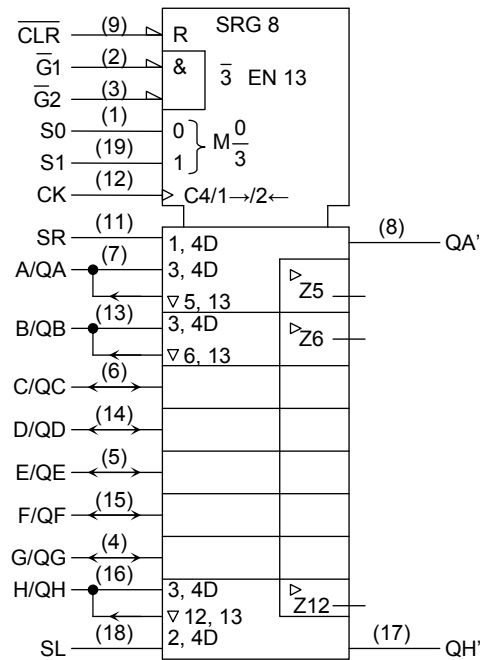 CLR (9) R SRG 8
G1 (2) & 3 EN 13
G2 (3)
S0 (1) 0 M 0/3
S1 (19) 1
CK (12) C4/1→/2←
SR (11) 1, 4D (8) QA'
A/QA (7) 3, 4D
▽ 5, 13 ▷ Z5
B/QB (13) 3, 4D ▷ Z6
▽ 6, 13
C/QC (6)
D/QD (14)
E/QE (5)
F/QF (15)
G/QG (4)
H/QH (16) 3, 4D ▷ Z12
▽ 12, 13
SL (18) 2, 4D (17) QH'